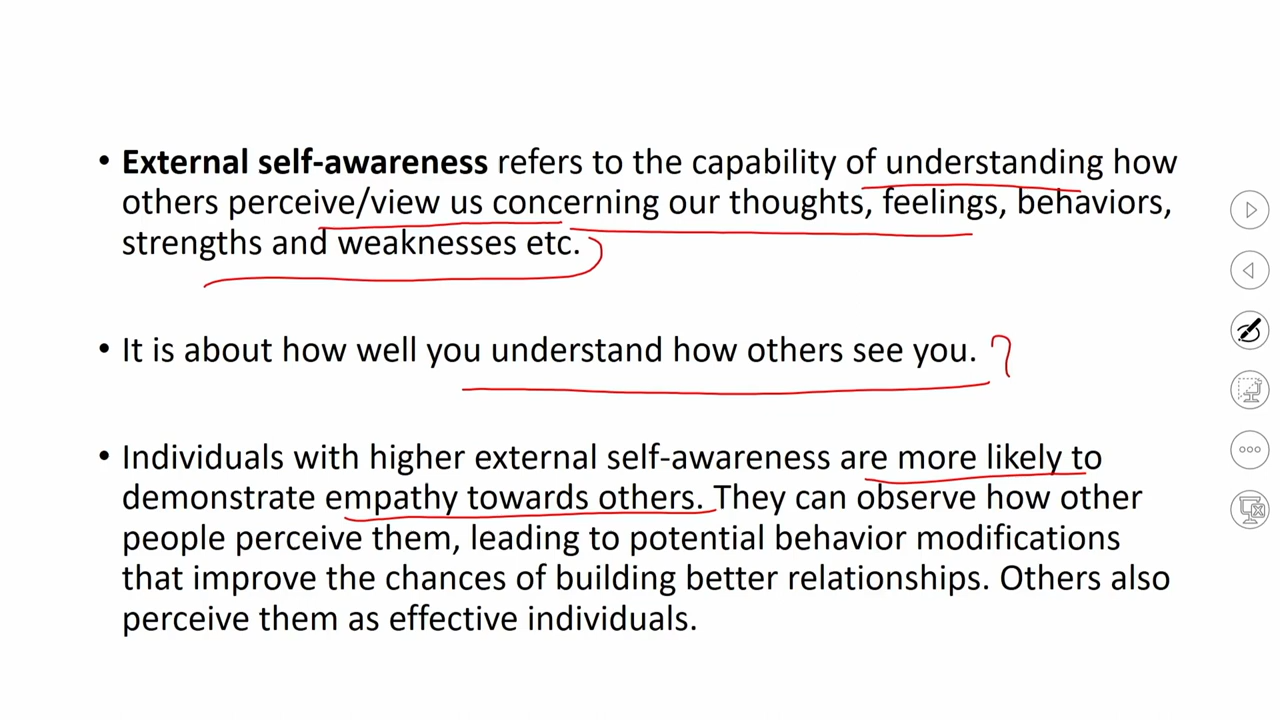 • External self-awareness refers to the capability of understanding how
others perceive/view us concerning our thoughts, feelings, behaviors,
strengths and weaknesses etc.
• It is about how well you understand how others see you. ?
• Individuals with higher external self-awareness are more likely to
demonstrate empathy towards others. They can observe how other
people perceive them, leading to potential behavior modifications
that improve the chances of building better relationships. Others also
perceive them as effective individuals.